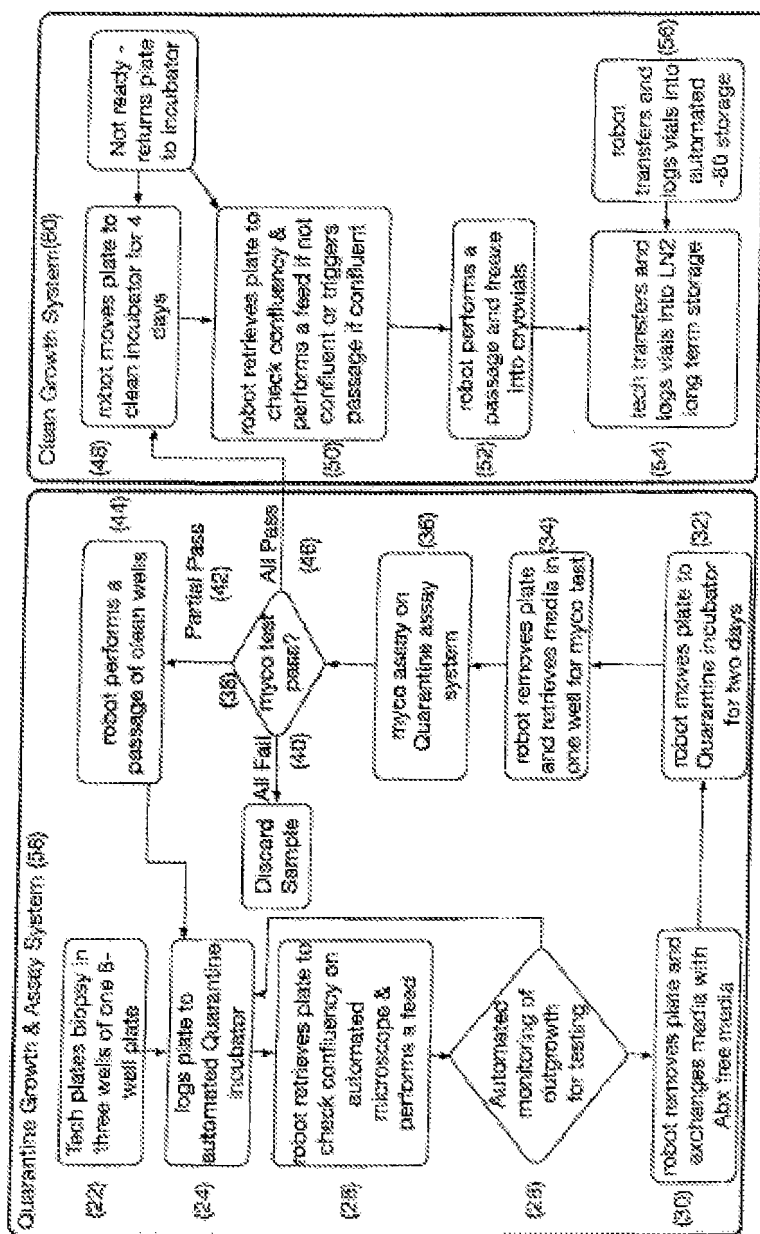 Quarantine Growth & Assay System (58)
{22}
Tech plates biopsy in
three wells of one 6-
well plate
{24}
logs plate to
automated Quarantine
incubator
robot retrieves plate to
check confluency on
automated
microscope &
performs a feed
Automated
monitoring of
outgrowth
for testing
{30}
robot removes plate and
exchanges media with
Abx free media
{32}
robot moves plate to
Quarantine incubator
for two days
{34}
robot removes plate
and retrieves media in
one well for myco test
{36}
myco assay on
Quarantine assay
system
{38}
myco test
pass?
All Fail
{40}
Discard
Sample
Partial Pass
{42}
{44}
robot performs a
passage of clean wells
All Pass
{46}
Clean Growth System {60}
{48}
robot moves plate to
clean incubator for 4
days
Not ready -
returns plate
to incubator
{50}
robot retrieves plate to
check confluency &
performs a feed if not
confluent or triggers
passage if confluent
{52}
robot performs a
passage and freeze
into cryovials
{54}
tech transfers and
logs vials into LN2
long term storage
{56}
robot
transfers and
logs vials into
automated
-80 storage